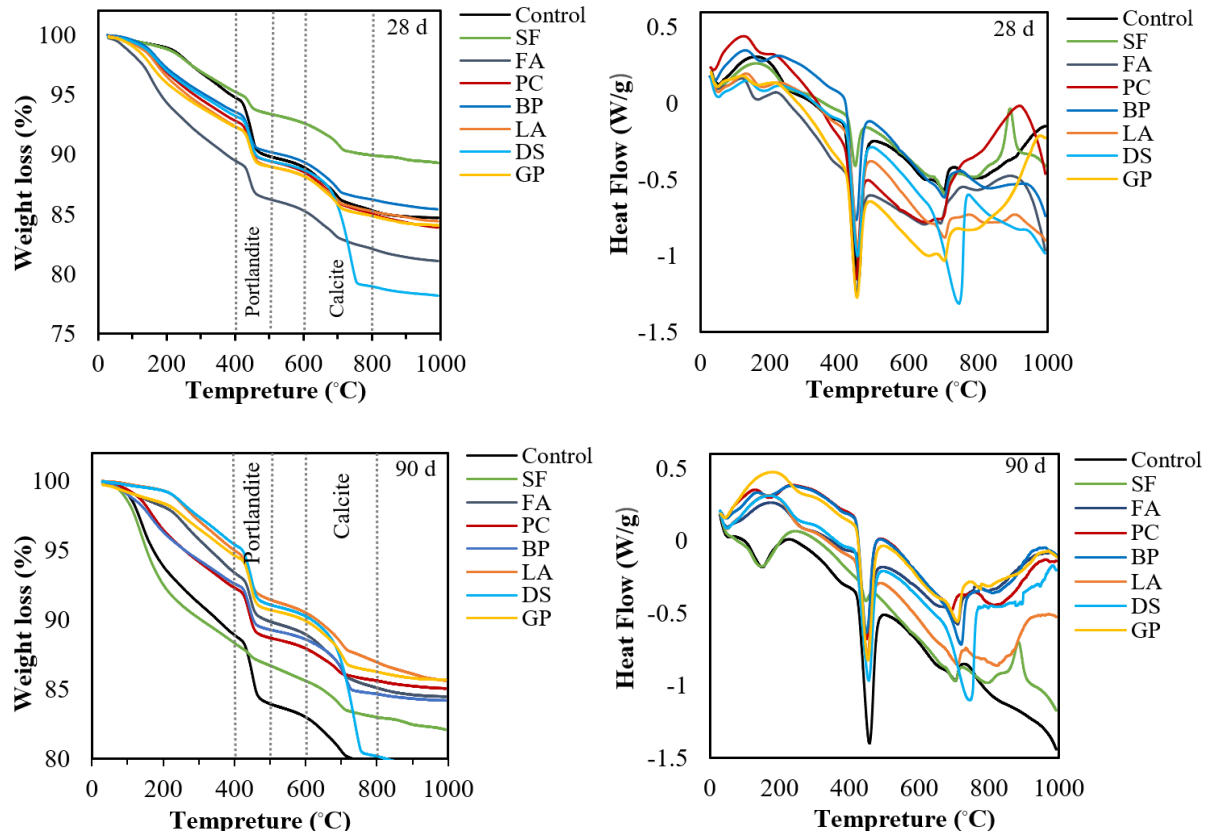 28 d
Control
SF
FA
PC
BP
LA
DS
GP
Weight loss (%)
100
95
90
85
80
75
Portlandite
Calcite
0
200
400
600
800
1000
Tempreture (°C)
28 d
Control
SF
FA
PC
BP
LA
DS
GP
Heat Flow (W/g)
0.5
0
-0.5
-1
-1.5
0
200
400
600
800
1000
Tempreture (°C)
90 d
Control
SF
FA
PC
BP
LA
DS
GP
Weight loss (%)
100
95
90
85
80
Portlandite
Calcite
0
200
400
600
800
1000
Tempreture (°C)
90 d
Control
SF
FA
PC
BP
LA
DS
GP
Heat Flow (W/g)
0.5
0
-0.5
-1
-1.5
0
200
400
600
800
1000
Tempreture (°C)